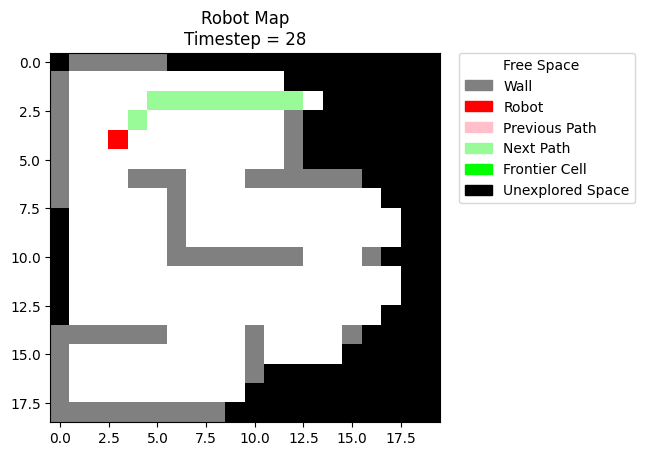 Robot Map
Timestep = 28
0.0
2.5
5.0
7.5
10.0
12.5
15.0
17.5
0.0
2.5
5.0
7.5
10.0
12.5
15.0
17.5
Free Space
Wall
Robot
Previous Path
Next Path
Frontier Cell
Unexplored Space